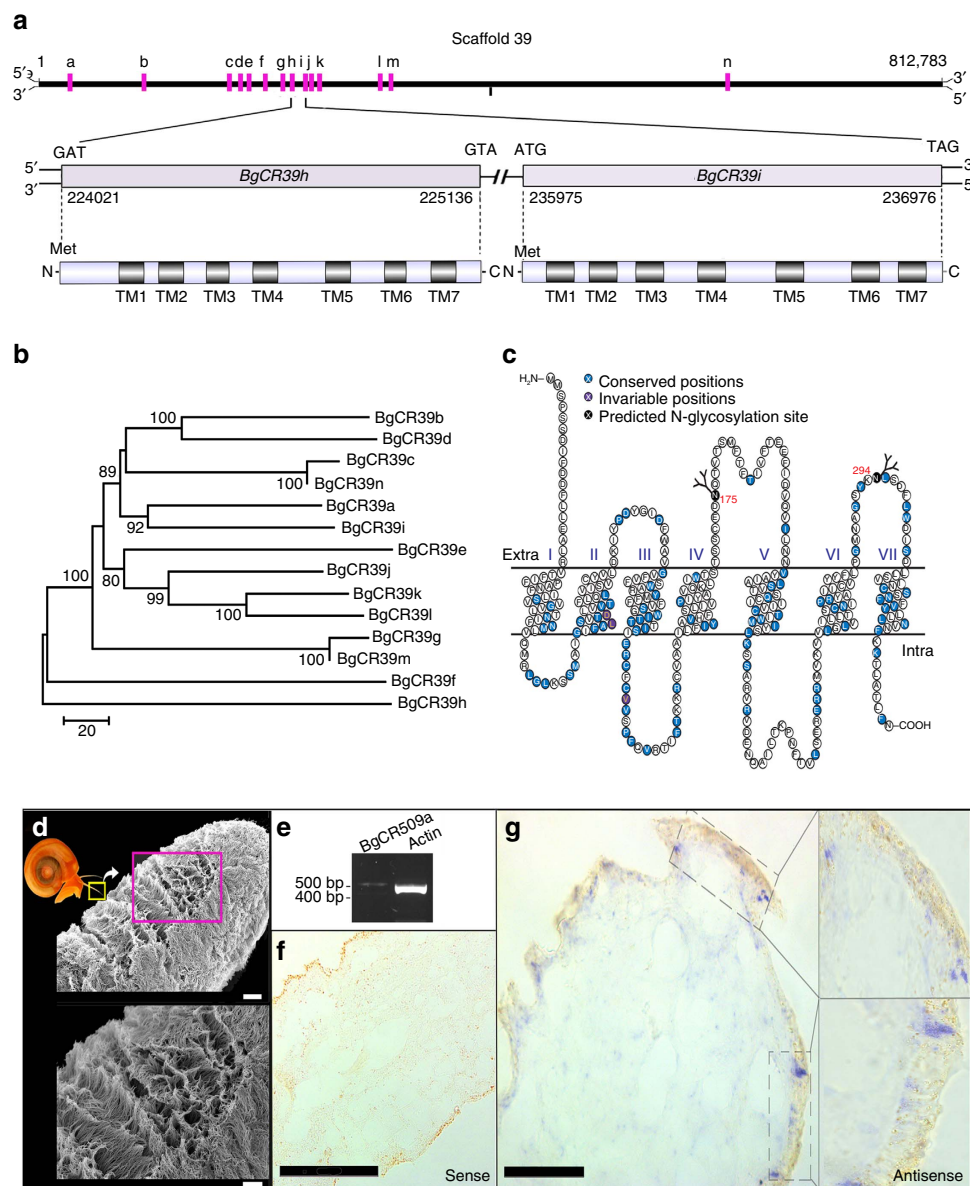 a
Scaffold 39
1 a b c d e f g h i j k l m n 812,783
5′ 3′
3′ 5′
GAT GTA ATG TAG
5′ BgCR39h BgCR39i 3
3′ 5
224021 225136 235975 236976
Met Met
N C N C
TM1 TM2 TM3 TM4 TM5 TM6 TM7 TM1 TM2 TM3 TM4 TM5 TM6 TM7
b
BgCR39b
BgCR39d
BgCR39c
BgCR39n
BgCR39a
BgCR39i
BgCR39e
BgCR39j
BgCR39k
BgCR39l
BgCR39g
BgCR39m
BgCR39f
BgCR39h
100
89
100
92
100
80
99
100
100
20
c
H₂N–
X Conserved positions
X Invariable positions
X Predicted N-glycosylation site
175
294
Extra I II III IV V VI VII
Intra
–COOH
d
e
BgCR509a Actin
500 bp
400 bp
f
Sense
g
Antisense